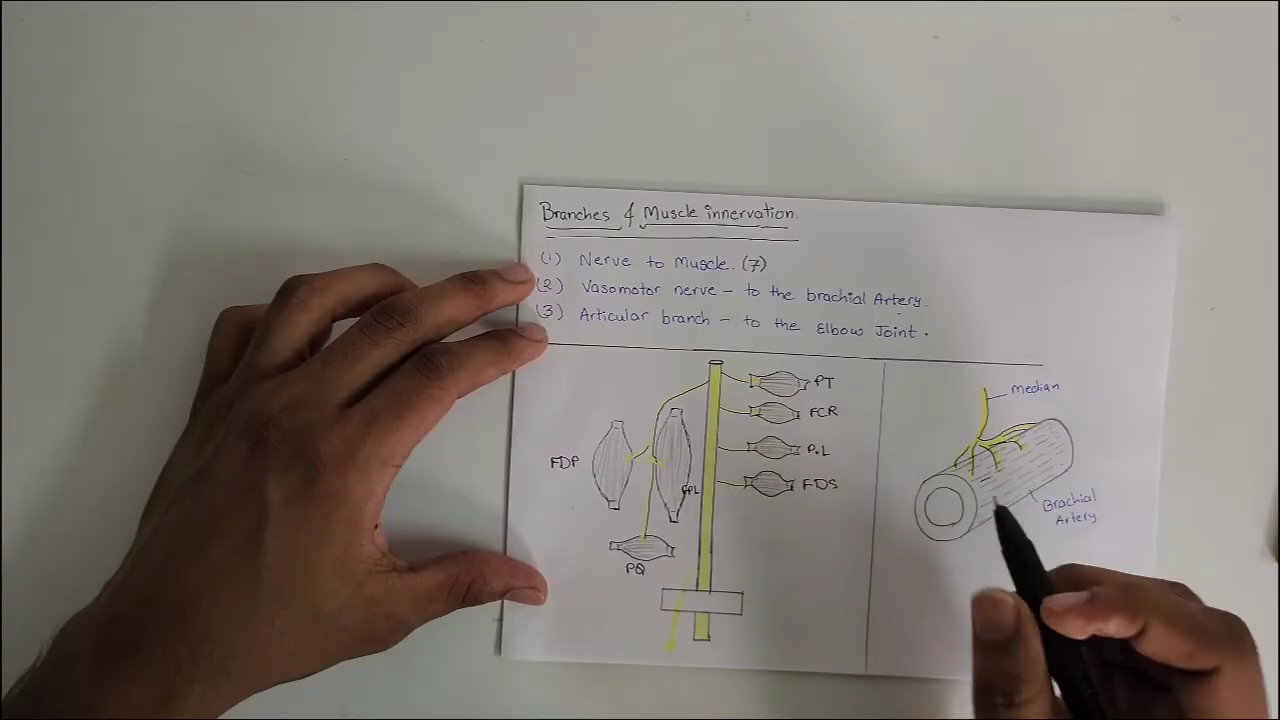 Branches & Muscle innervation.
(1) Nerve to Muscle. (7)
(2) Vasomotor nerve - to the brachial Artery.
(3) Articular branch - to the Elbow Joint.
PT
FCR
P.L
FDS
FDP
FPL
PQ
Median
Brachial
Artery